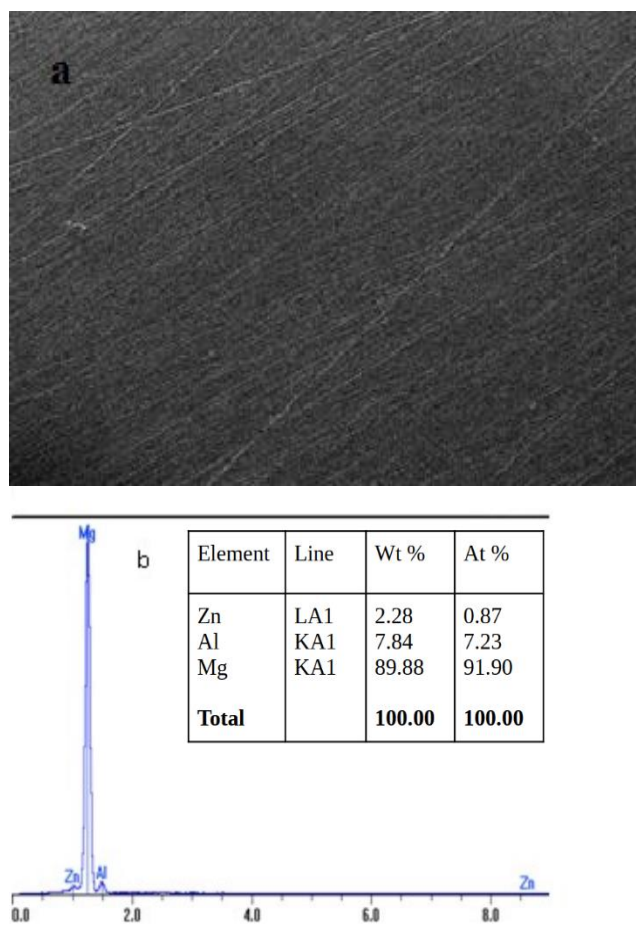 a
Mg
b
Element Line Wt % At %
Zn LA1 2.28 0.87
Al KA1 7.84 7.23
Mg KA1 89.88 91.90
Total 100.00 100.00
Zn Al Zn
0.0 2.0 4.0 6.0 8.0